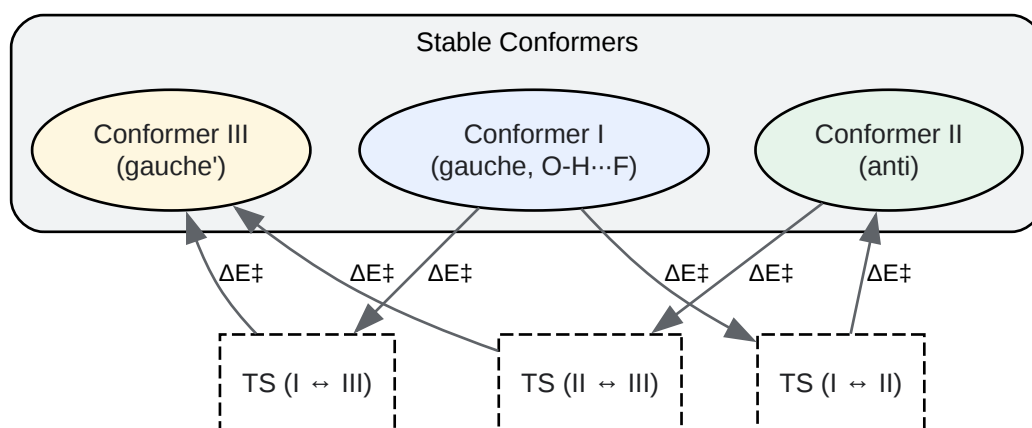 Stable Conformers
Conformer III
(gauche')
Conformer I
(gauche, O-H···F)
Conformer II
(anti)
ΔE‡
ΔE‡
ΔE‡
ΔE‡
ΔE‡
TS (I ↔ III)
TS (II ↔ III)
TS (I ↔ II)